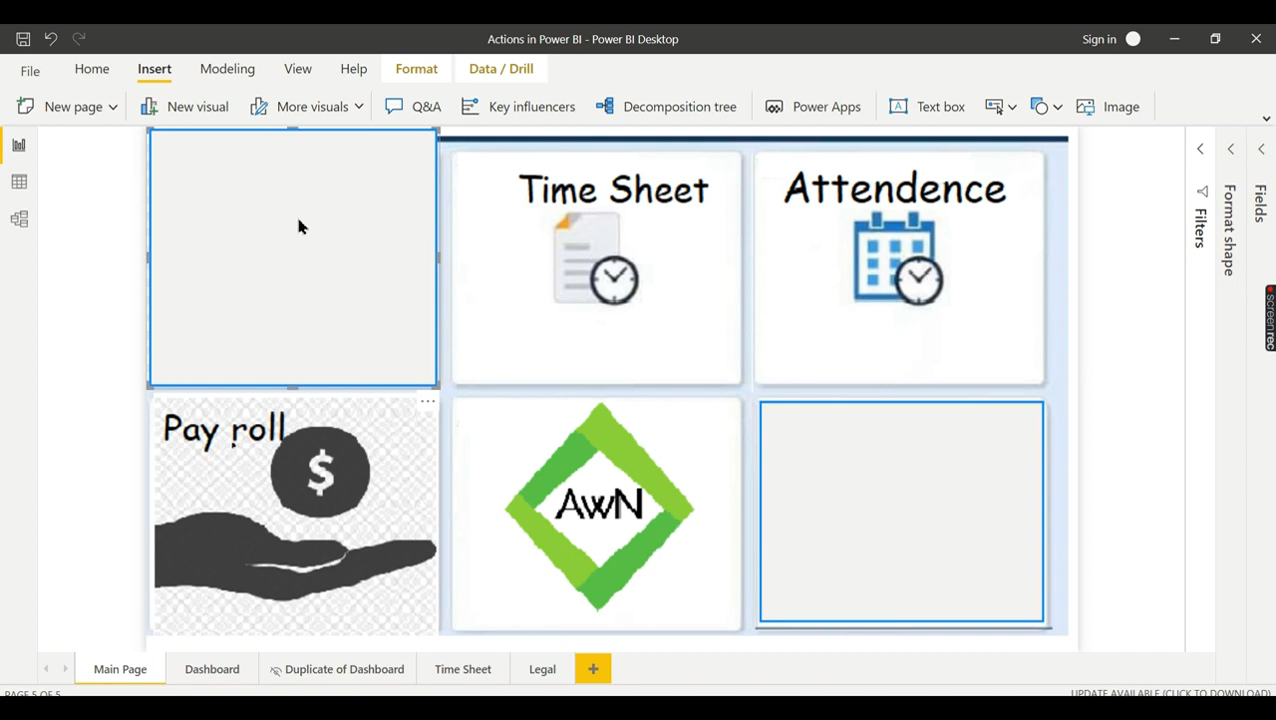 Actions in Power BI - Power BI Desktop
Sign in
File
Home
Insert
Modeling
View
Help
Format
Data / Drill
New page
New visual
More visuals
Q&A
Key influencers
Decomposition tree
Power Apps
Text box
Image
Time Sheet
Attendence
Filters
Format shape
Fields
screenrec
Pay roll
$
AWN
Main Page
Dashboard
Duplicate of Dashboard
Time Sheet
Legal
PAGE 5 OF 5
UPDATE AVAILABLE (CLICK TO DOWNLOAD)